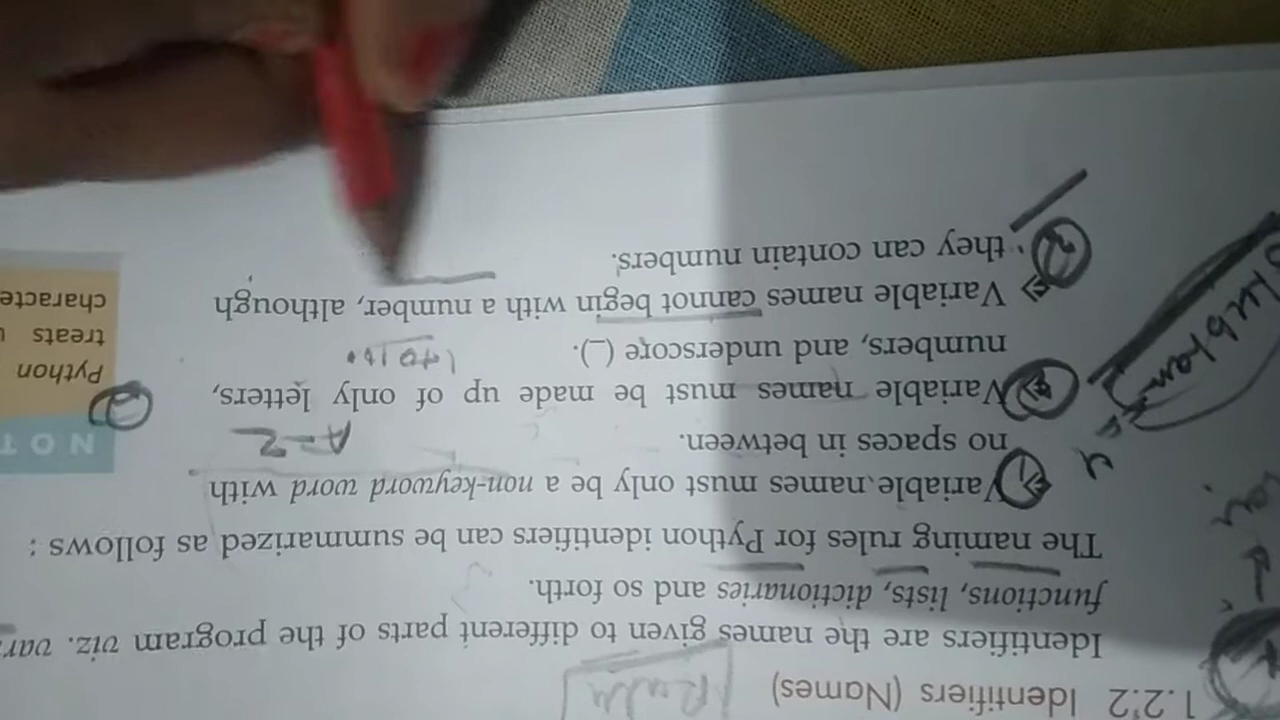 1.2.2 Identifiers (Names)
Rule
Identifiers are the names given to different parts of the program viz. var
functions, lists, dictionaries and so forth.
The naming rules for Python identifiers can be summarized as follows :
Variable names must only be a non-keyword word with
no spaces in between.
A-Z
Variable names must be made up of only letters,
numbers, and underscore (_).
Variable names cannot begin with a number, although
they can contain numbers.
NOT
Python
treats
characte